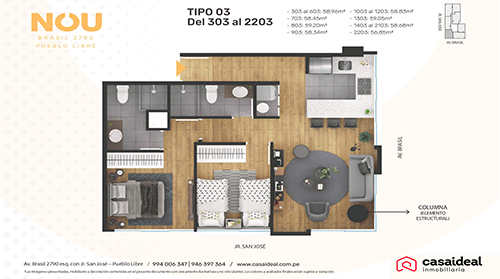 NOU
BRASIL 2790
PUEBLO LIBRE
TIPO 03
Del 303 al 2203
- 303 al 603: 58.96m²
- 703: 58.45m²
- 803: 59.20m²
- 903: 58.34m²
- 1003 al 1203: 58.83m²
- 1303: 59.05m²
- 1403 al 2203: 58.68m²
- 2203: 56.85m²
AV. BRASIL
AV. BRASIL
COLUMNA
(ELEMENTO
ESTRUCTURAL)
JR. SAN JOSÉ
Av. Brasil 2790 esq. con Jr. San José - Pueblo Libre / 994 006 347 | 946 397 364 / www.casaideal.com.pe
casaideal
inmobiliaria